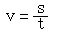 v = s/t